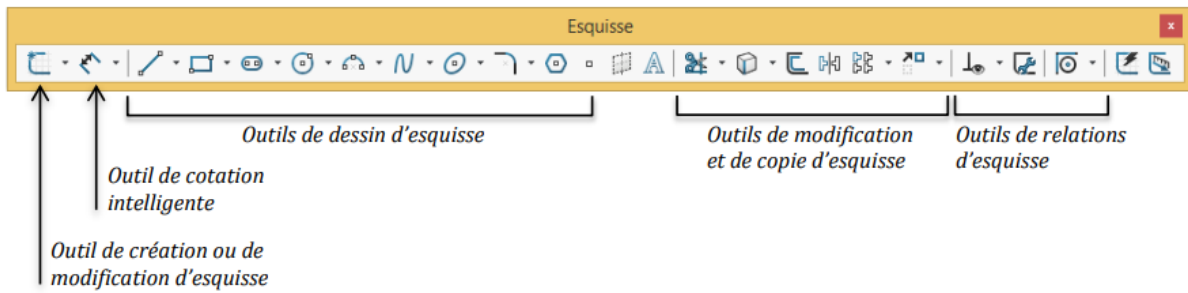 Esquisse
Outils de dessin d'esquisse
Outils de modification
et de copie d'esquisse
Outils de relations
d'esquisse
Outil de cotation
intelligente
Outil de création ou de
modification d'esquisse